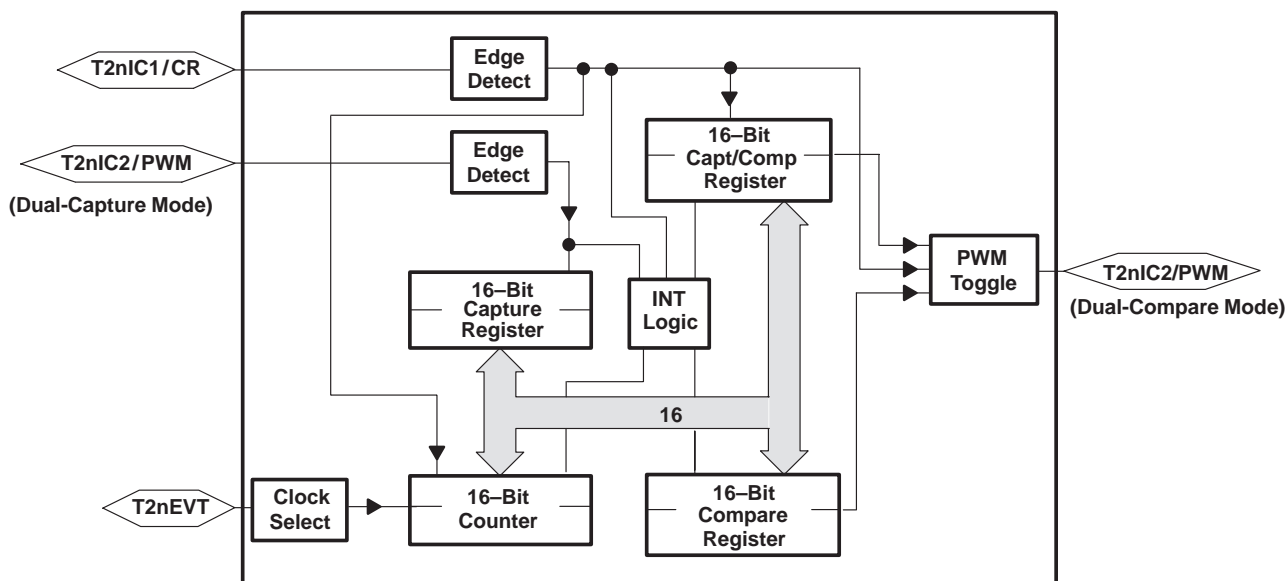 T2nIC1/CR
Edge
Detect
16–Bit
Capt/Comp
Register
T2nIC2/PWM
(Dual-Capture Mode)
Edge
Detect
PWM
Toggle
T2nIC2/PWM
(Dual-Compare Mode)
16–Bit
Capture
Register
INT
Logic
16
T2nEVT
Clock
Select
16–Bit
Counter
16–Bit
Compare
Register